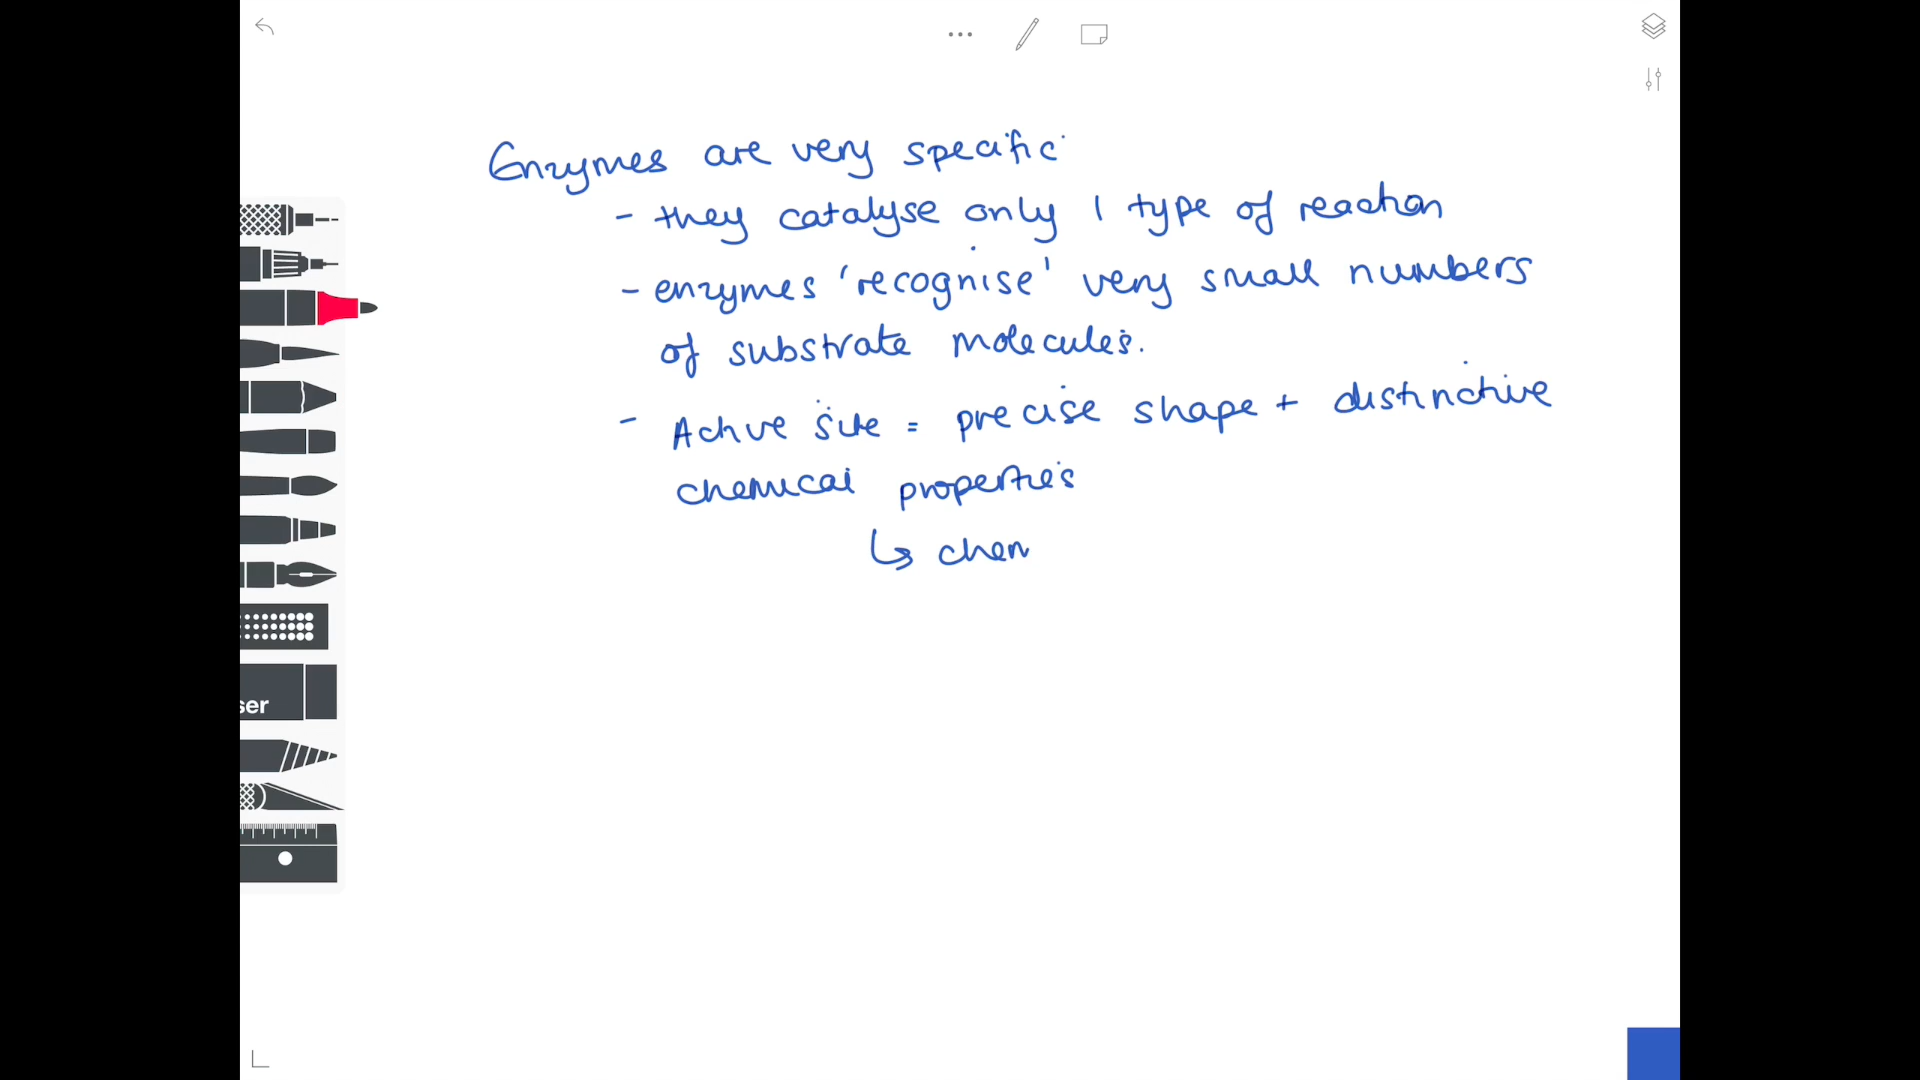 Enzymes are very specific
- they catalyse only 1 type of reaction
- enzymes 'recognise' very small numbers
of substrate molecules.
- Active site = precise shape + distinctive
chemical properties
↳ chem
ser